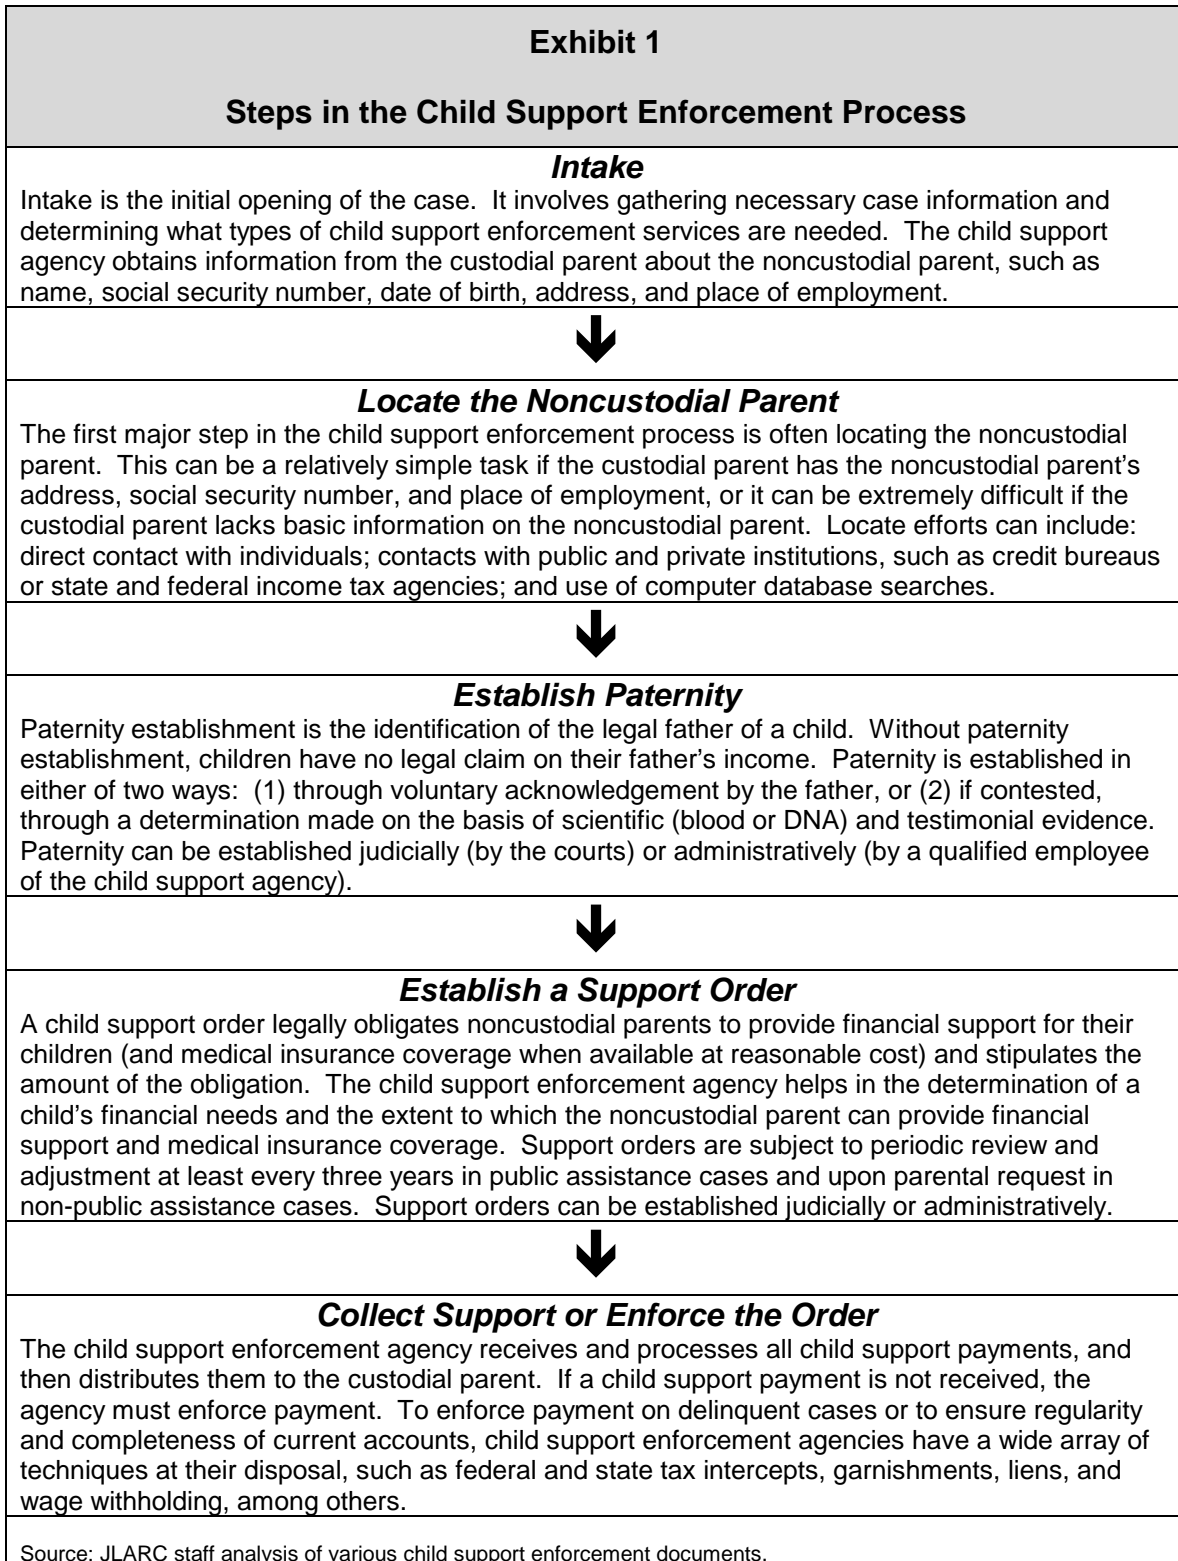 Exhibit 1
Steps in the Child Support Enforcement Process
Intake
Intake is the initial opening of the case.  It involves gathering necessary case information and
determining what types of child support enforcement services are needed.  The child support
agency obtains information from the custodial parent about the noncustodial parent, such as
name, social security number, date of birth, address, and place of employment.
Locate the Noncustodial Parent
The first major step in the child support enforcement process is often locating the noncustodial
parent.  This can be a relatively simple task if the custodial parent has the noncustodial parent’s
address, social security number, and place of employment, or it can be extremely difficult if the
custodial parent lacks basic information on the noncustodial parent.  Locate efforts can include:
direct contact with individuals; contacts with public and private institutions, such as credit bureaus
or state and federal income tax agencies; and use of computer database searches.
Establish Paternity
Paternity establishment is the identification of the legal father of a child.  Without paternity
establishment, children have no legal claim on their father’s income.  Paternity is established in
either of two ways:  (1) through voluntary acknowledgement by the father, or (2) if contested,
through a determination made on the basis of scientific (blood or DNA) and testimonial evidence.
Paternity can be established judicially (by the courts) or administratively (by a qualified employee
of the child support agency).
Establish a Support Order
A child support order legally obligates noncustodial parents to provide financial support for their
children (and medical insurance coverage when available at reasonable cost) and stipulates the
amount of the obligation.  The child support enforcement agency helps in the determination of a
child’s financial needs and the extent to which the noncustodial parent can provide financial
support and medical insurance coverage.  Support orders are subject to periodic review and
adjustment at least every three years in public assistance cases and upon parental request in
non-public assistance cases.  Support orders can be established judicially or administratively.
Collect Support or Enforce the Order
The child support enforcement agency receives and processes all child support payments, and
then distributes them to the custodial parent.  If a child support payment is not received, the
agency must enforce payment.  To enforce payment on delinquent cases or to ensure regularity
and completeness of current accounts, child support enforcement agencies have a wide array of
techniques at their disposal, such as federal and state tax intercepts, garnishments, liens, and
wage withholding, among others.
Source: JLARC staff analysis of various child support enforcement documents.